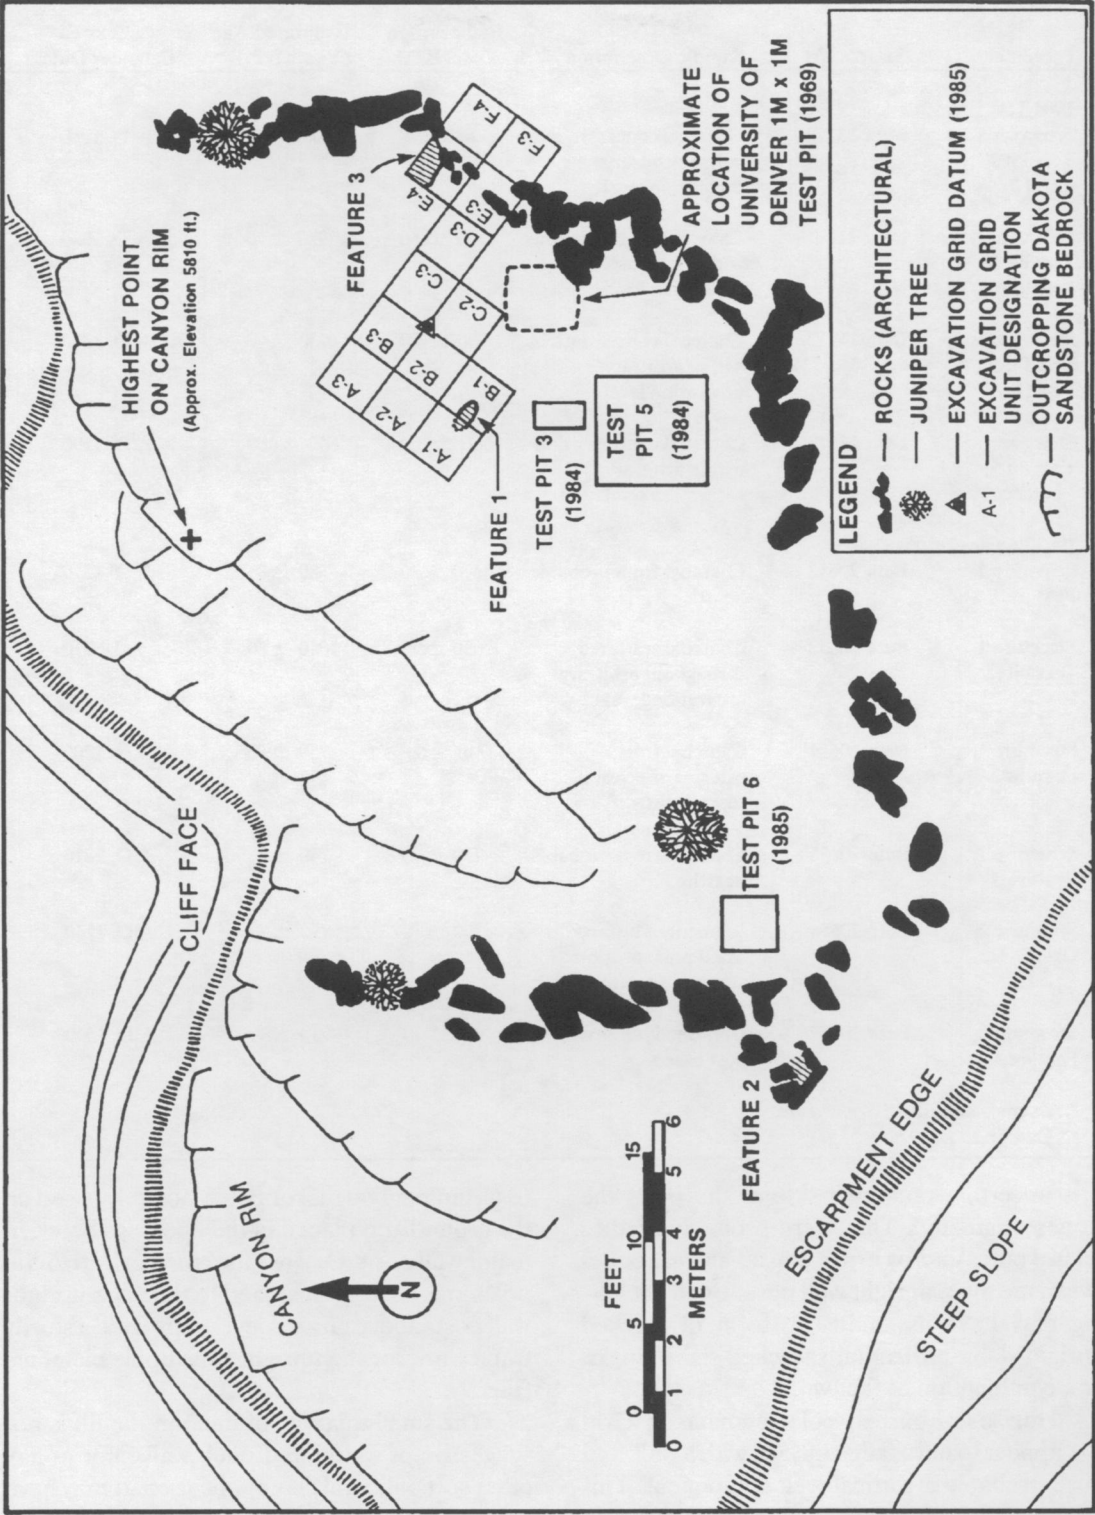 HIGHEST POINT
ON CANYON RIM
(Approx. Elevation 5810 ft.)
FEATURE 3
F-4
F-3
E-4
E-3
D-3
C-3
C-2
B-3
B-2
B-1
A-3
A-2
A-1
APPROXIMATE
LOCATION OF
UNIVERSITY OF
DENVER 1M x 1M
TEST PIT (1969)
FEATURE 1
TEST PIT 3
(1984)
TEST
PIT 5
(1984)
CLIFF FACE
TEST PIT 6
(1985)
FEATURE 2
CANYON RIM
N
FEET
0 5 10 15
0 1 2 3 4 5 6
METERS
ESCARPMENT EDGE
STEEP SLOPE
LEGEND
ROCKS (ARCHITECTURAL)
JUNIPER TREE
EXCAVATION GRID DATUM (1985)
A-1 EXCAVATION GRID
UNIT DESIGNATION
OUTCROPPING DAKOTA
SANDSTONE BEDROCK